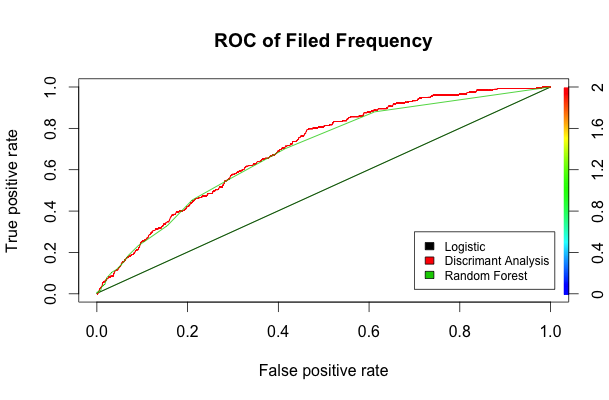 ROC of Filed Frequency
True positive rate
0.0 0.2 0.4 0.6 0.8 1.0
0 0.4 0.8 1.2 1.6 2
Logistic
Discrimant Analysis
Random Forest
0.0 0.2 0.4 0.6 0.8 1.0
False positive rate